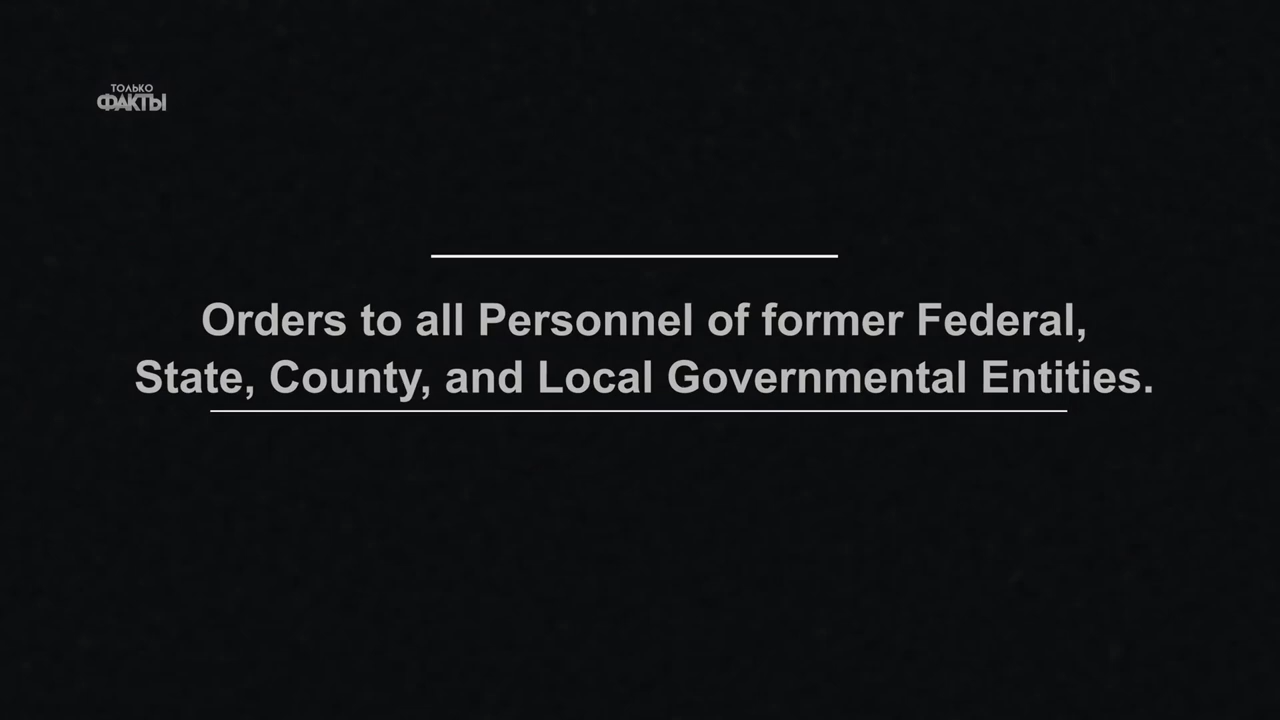 ТОЛЬКО
ФАКТЫ
Orders to all Personnel of former Federal,
State, County, and Local Governmental Entities.